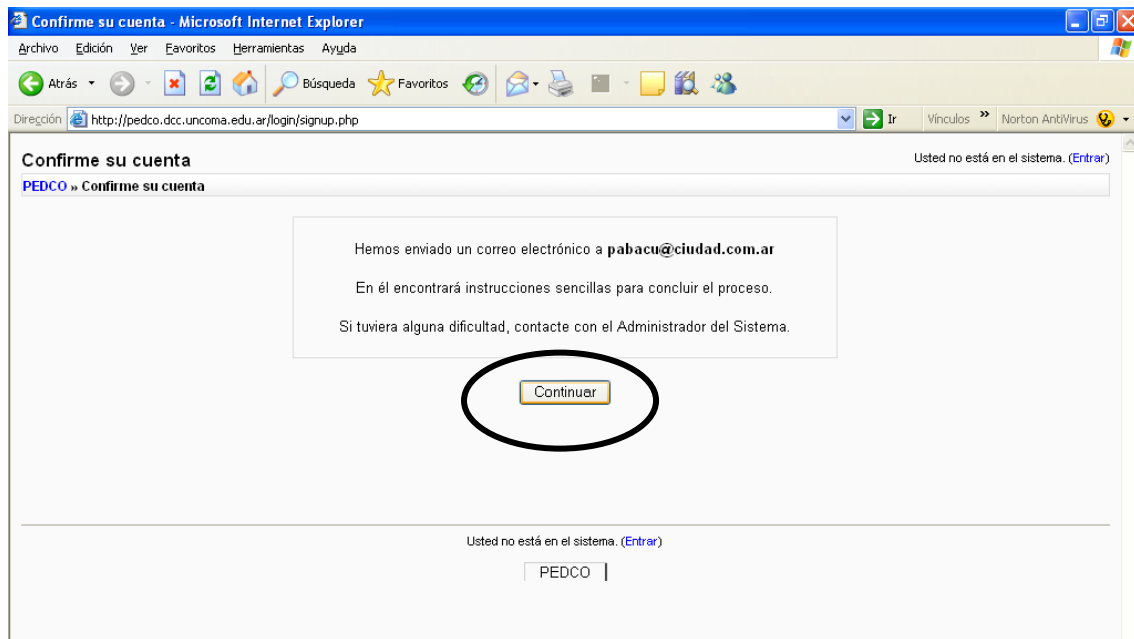 Confirme su cuenta - Microsoft Internet Explorer
Archivo Edición Ver Favoritos Herramientas Ayuda
Atrás Búsqueda Favoritos
Dirección http://pedco.dcc.uncoma.edu.ar/login/signup.php Ir Vínculos » Norton AntiVirus
Confirme su cuenta Usted no está en el sistema. (Entrar)
PEDCO » Confirme su cuenta
Hemos enviado un correo electrónico a pabacu@ciudad.com.ar
En él encontrará instrucciones sencillas para concluir el proceso.
Si tuviera alguna dificultad, contacte con el Administrador del Sistema.
Continuar
Usted no está en el sistema. (Entrar)
PEDCO